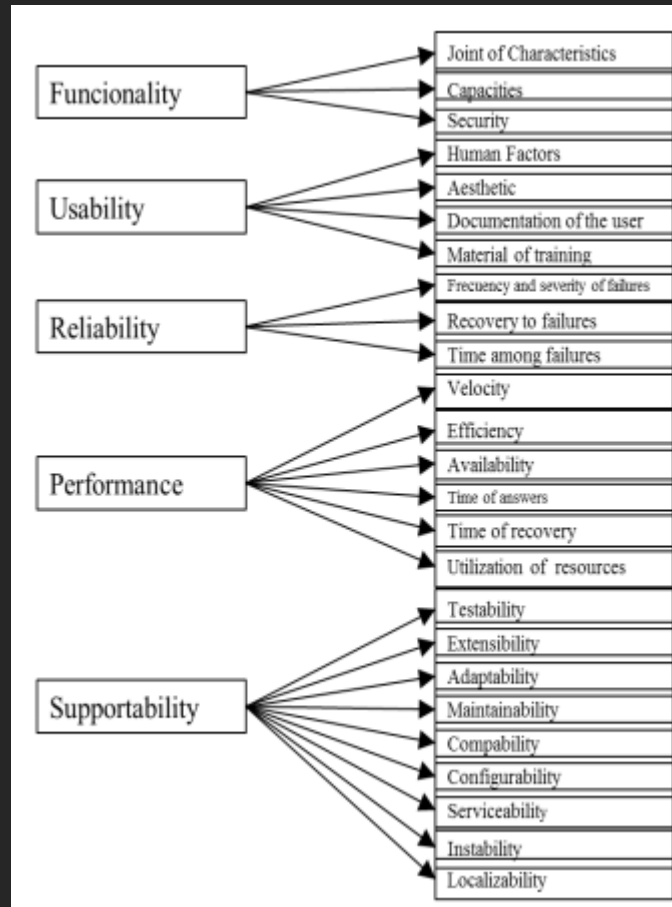 Funcionality
Joint of Characteristics
Capacities
Security
Usability
Human Factors
Aesthetic
Documentation of the user
Material of training
Reliability
Frecuency and severity of failures
Recovery to failures
Time among failures
Performance
Velocity
Efficiency
Availability
Time of answers
Time of recovery
Utilization of resources
Supportability
Testability
Extensibility
Adaptability
Maintainability
Compability
Configurability
Serviceability
Instability
Localizability